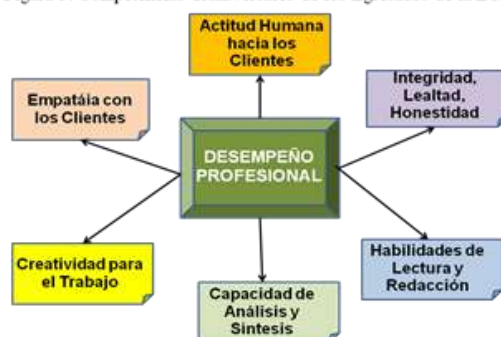 Actitud Humana
hacia los
Clientes
Empatáia con
los Clientes
Integridad,
Lealtad,
Honestidad
DESEMPEÑO
PROFESIONAL
Creatividad para
el Trabajo
Capacidad de
Análisis y
Sintesis
Habilidades de
Lectura y
Redacción